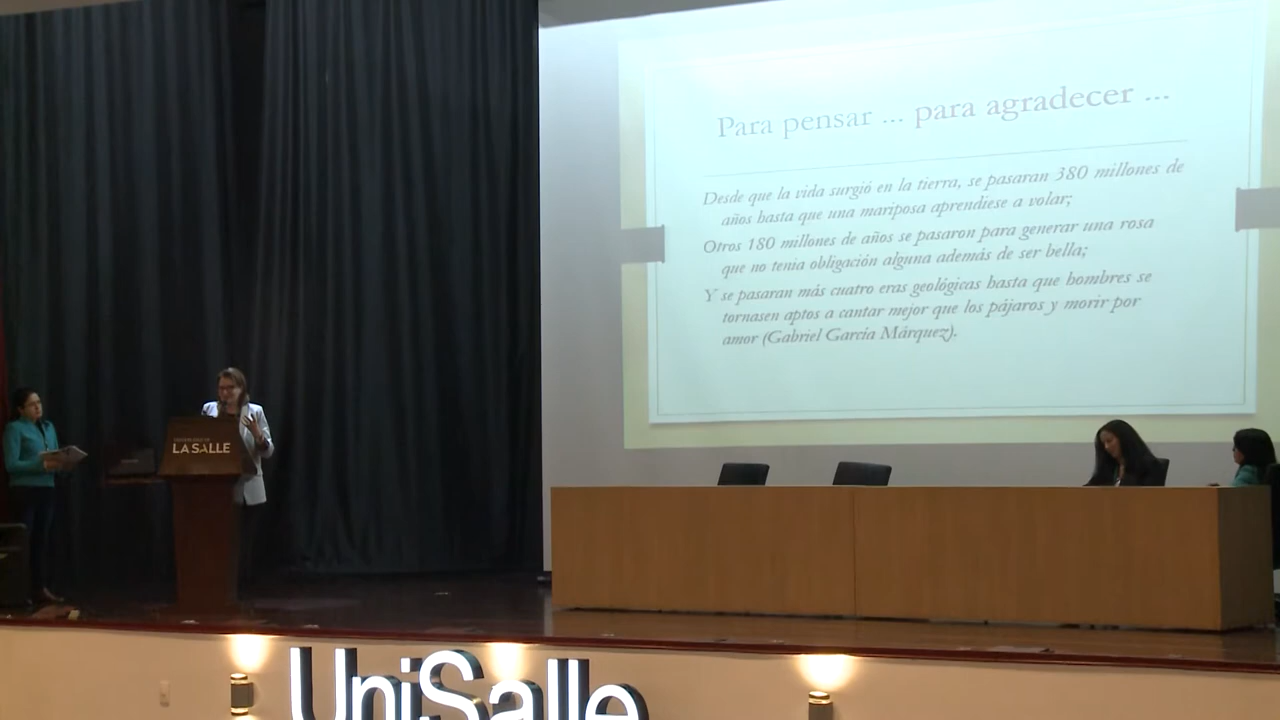 Para pensar ... para agradecer ...
Desde que la vida surgió en la tierra, se pasaran 380 millones de
años hasta que una mariposa aprendiese a volar;
Otros 180 millones de años se pasaron para generar una rosa
que no tenia obligación alguna además de ser bella;
Y se pasaran más cuatro eras geológicas hasta que hombres se
tornasen aptos a cantar mejor que los pájaros y morir por
amor (Gabriel García Márquez).
LA SALLE
UniSalle